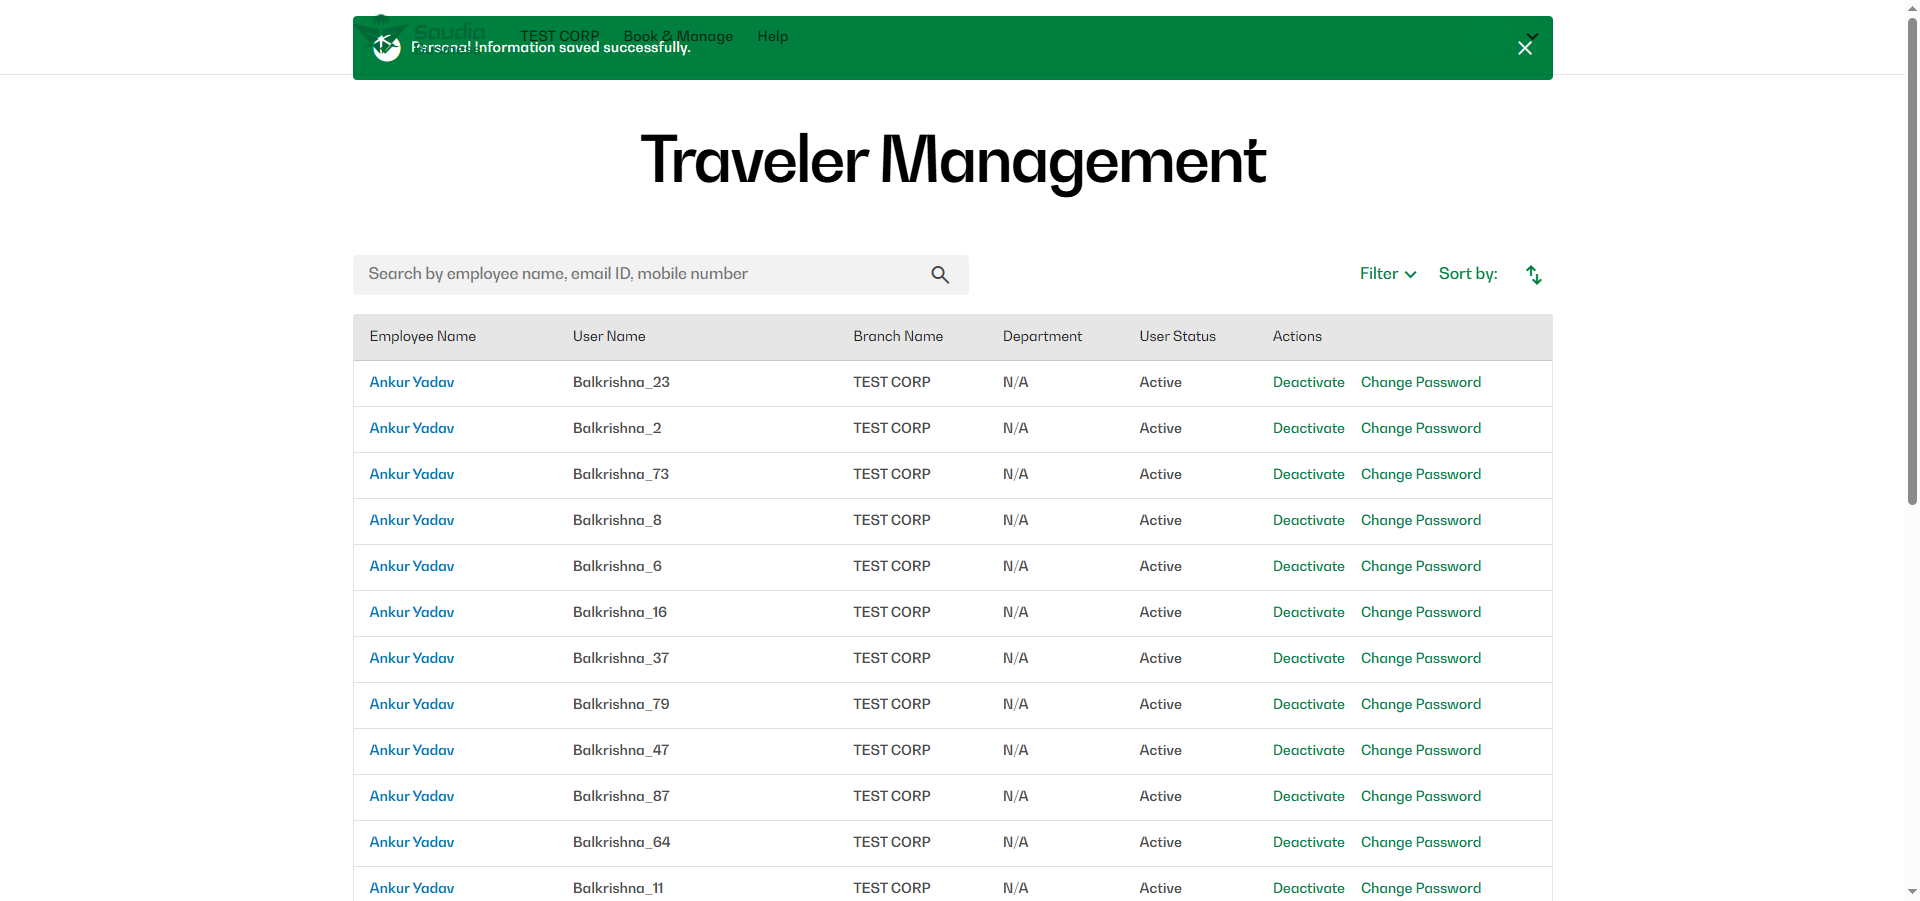 Saudia
TEST CORP Book & Manage Help
Personal Information saved successfully.
Traveler Management
Search by employee name, email ID, mobile number
Filter Sort by:
Employee Name User Name Branch Name Department User Status Actions
Ankur Yadav Balkrishna_23 TEST CORP N/A Active Deactivate Change Password
Ankur Yadav Balkrishna_2 TEST CORP N/A Active Deactivate Change Password
Ankur Yadav Balkrishna_73 TEST CORP N/A Active Deactivate Change Password
Ankur Yadav Balkrishna_8 TEST CORP N/A Active Deactivate Change Password
Ankur Yadav Balkrishna_6 TEST CORP N/A Active Deactivate Change Password
Ankur Yadav Balkrishna_16 TEST CORP N/A Active Deactivate Change Password
Ankur Yadav Balkrishna_37 TEST CORP N/A Active Deactivate Change Password
Ankur Yadav Balkrishna_79 TEST CORP N/A Active Deactivate Change Password
Ankur Yadav Balkrishna_47 TEST CORP N/A Active Deactivate Change Password
Ankur Yadav Balkrishna_87 TEST CORP N/A Active Deactivate Change Password
Ankur Yadav Balkrishna_64 TEST CORP N/A Active Deactivate Change Password
Ankur Yadav Balkrishna_11 TEST CORP N/A Active Deactivate Change Password